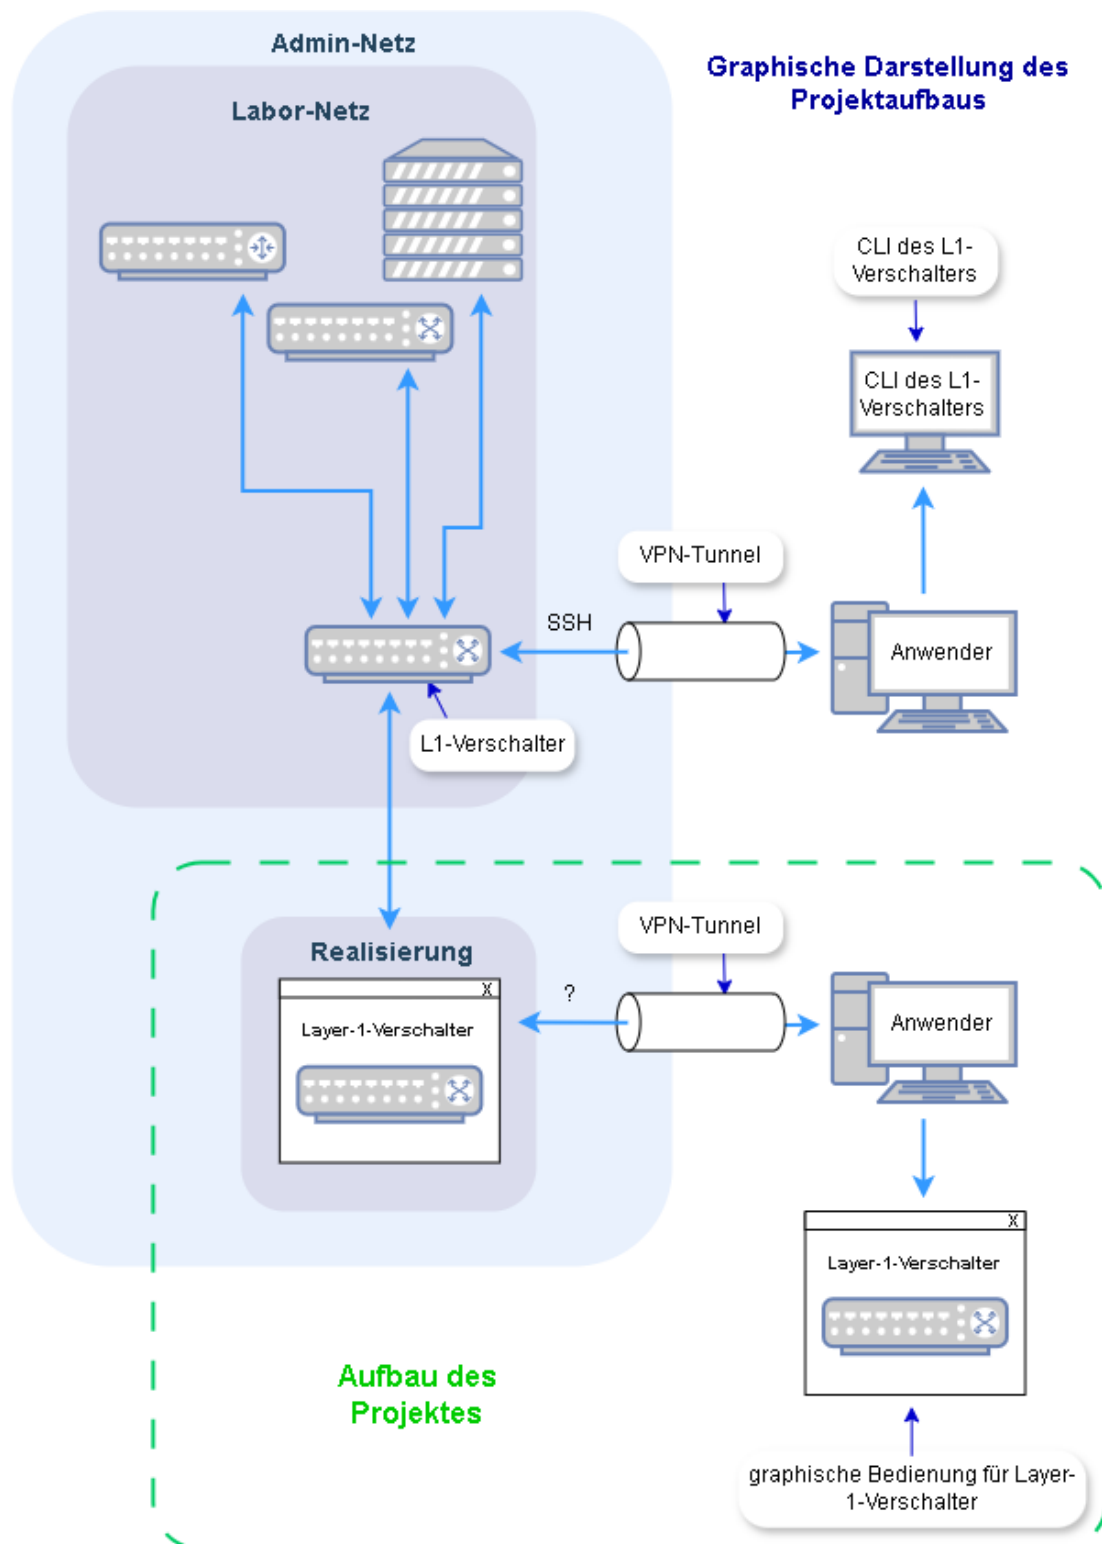 Admin-Netz
Graphische Darstellung des
Projektaufbaus
Labor-Netz
CLI des L1-
Verschalters
CLI des L1-
Verschalters
VPN-Tunnel
SSH
Anwender
L1-Verschalter
VPN-Tunnel
Realisierung
X
?
Layer-1-Verschalter
Anwender
X
Layer-1-Verschalter
Aufbau des
Projektes
graphische Bedienung für Layer-
1-Verschalter